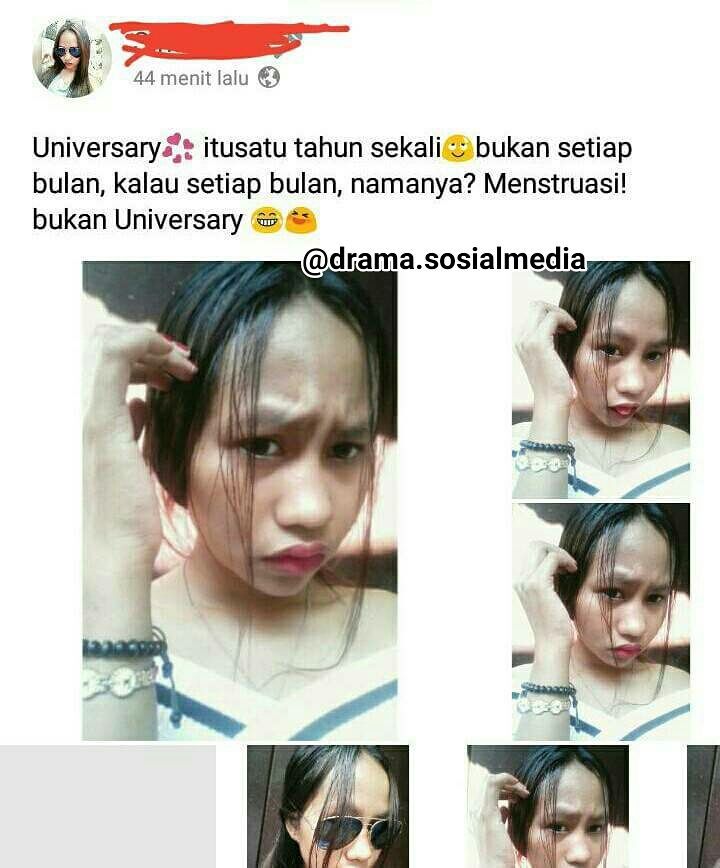 44 menit lalu
Universary💞 itusatu tahun sekali🙂bukan setiap
bulan, kalau setiap bulan, namanya? Menstruasi!
bukan Universary 😁😆
@drama.sosialmedia